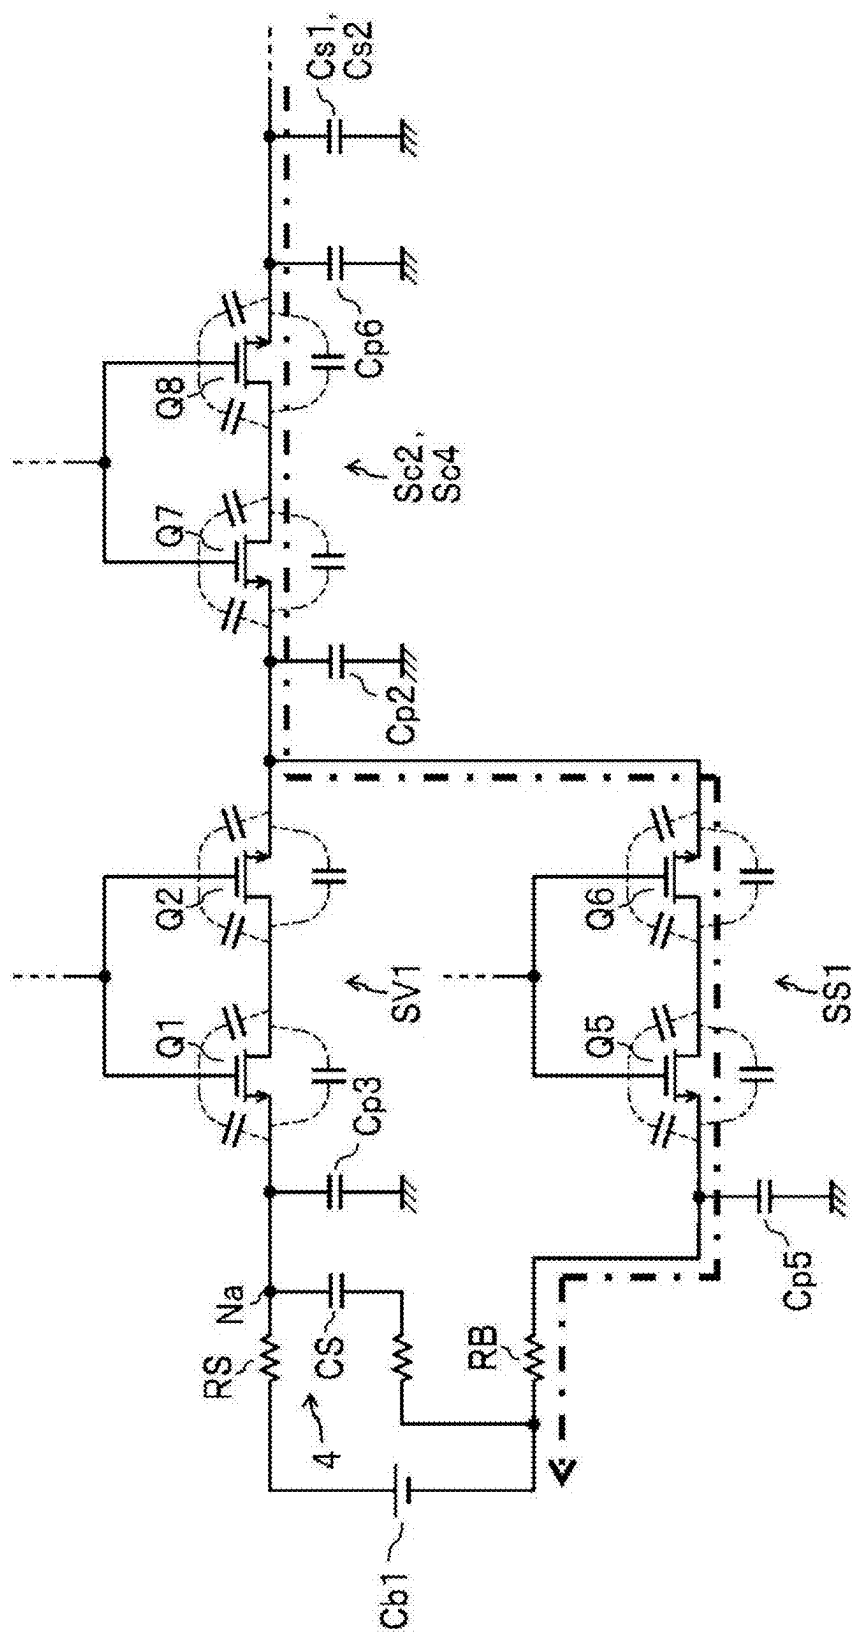 Cb1
4
RS
Na
CS
RB
Cp3
Q1
Q2
SV1
Cp5
Q5
Q6
SS1
Cp2
Q7
Q8
Sc2,
Sc4
Cp6
Cs1,
Cs2